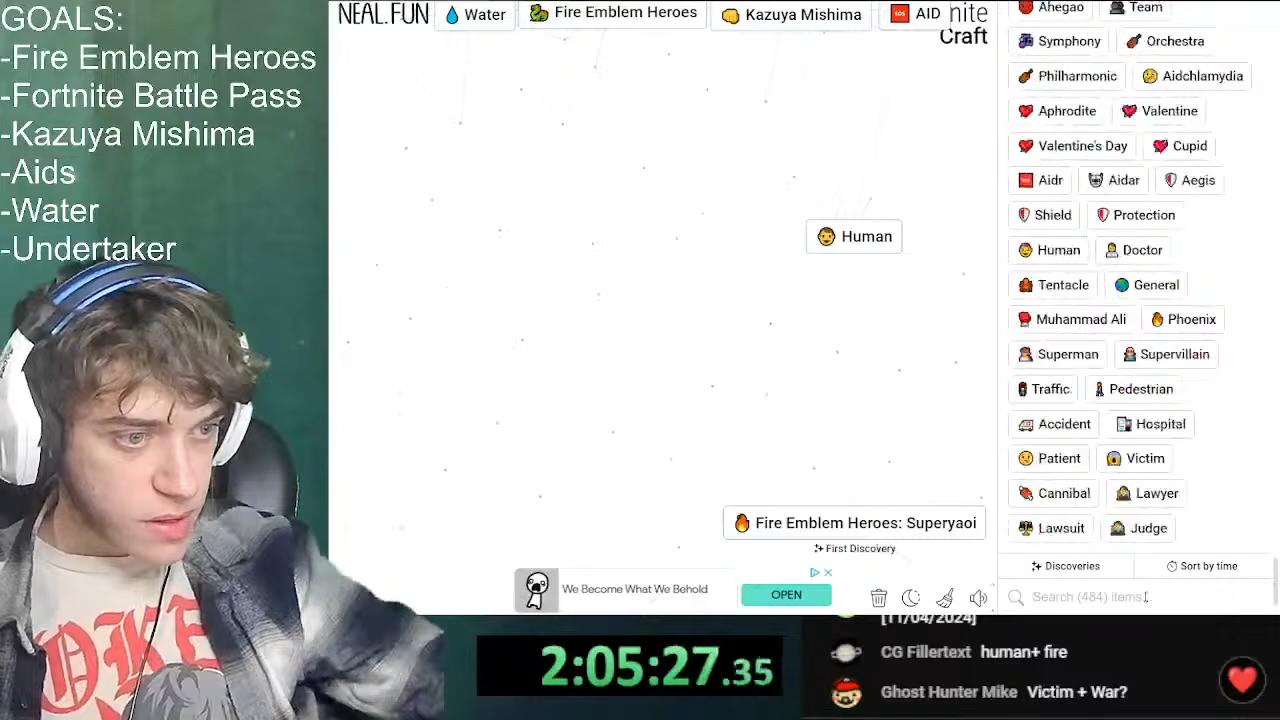 GOALS:
-Fire Emblem Heroes
-Fortnite Battle Pass
-Kazuya Mishima
-Aids
-Water
-Undertaker
NEAL.FUN
Water
Fire Emblem Heroes
Kazuya Mishima
SOS AID
nite
Craft
Human
Fire Emblem Heroes: Superyaoi
First Discovery
We Become What We Behold
OPEN
Ahegao Team
Symphony Orchestra
Philharmonic Aidchlamydia
Aphrodite Valentine
Valentine's Day Cupid
Aidr Aidar Aegis
Shield Protection
Human Doctor
Tentacle General
Muhammad Ali Phoenix
Superman Supervillain
Traffic Pedestrian
Accident Hospital
Patient Victim
Cannibal Lawyer
Lawsuit Judge
Discoveries Sort by time
Search (484) items...
2:05:27.35
[11/04/2024]
CG Fillertext human+ fire
Ghost Hunter Mike Victim + War?